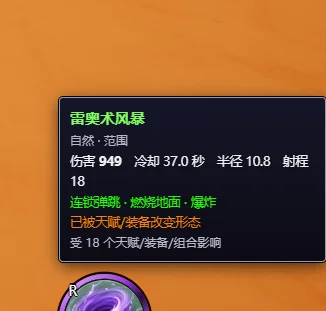 雷奥术风暴
自然 · 范围
伤害 949 冷却 37.0 秒 半径 10.8 射程
18
连锁弹跳 · 燃烧地面 · 爆炸
已被天赋/装备改变形态
受 18 个天赋/装备/组合影响
R